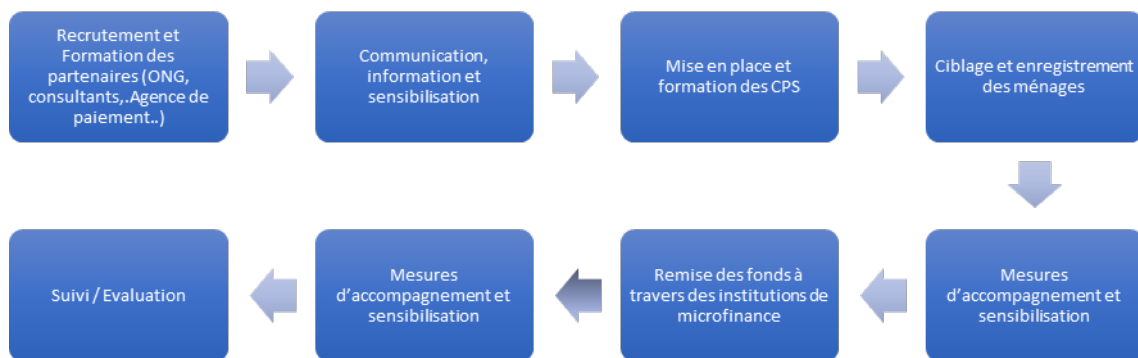 Recrutement et
Formation des
partenaires (ONG,
consultants,.Agence de
paiement..)
Communication,
information et
sensibilisation
Mise en place et
formation des CPS
Ciblage et enregistrement
des ménages
Mesures
d’accompagnement et
sensibilisation
Remise des fonds à
travers des institutions de
microfinance
Mesures
d’accompagnement et
sensibilisation
Suivi / Evaluation